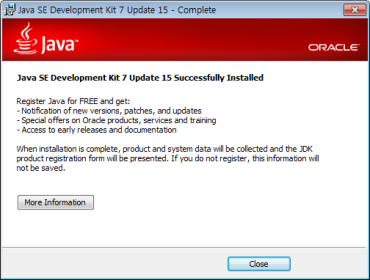 Java SE Development Kit 7 Update 15 - Complete
Java™
ORACLE
Java SE Development Kit 7 Update 15 Successfully Installed
Register Java for FREE and get:
- Notification of new versions, patches, and updates
- Special offers on Oracle products, services and training
- Access to early releases and documentation
When installation is complete, product and system data will be collected and the JDK
product registration form will be presented. If you do not register, this information will
not be saved.
More Information
Close